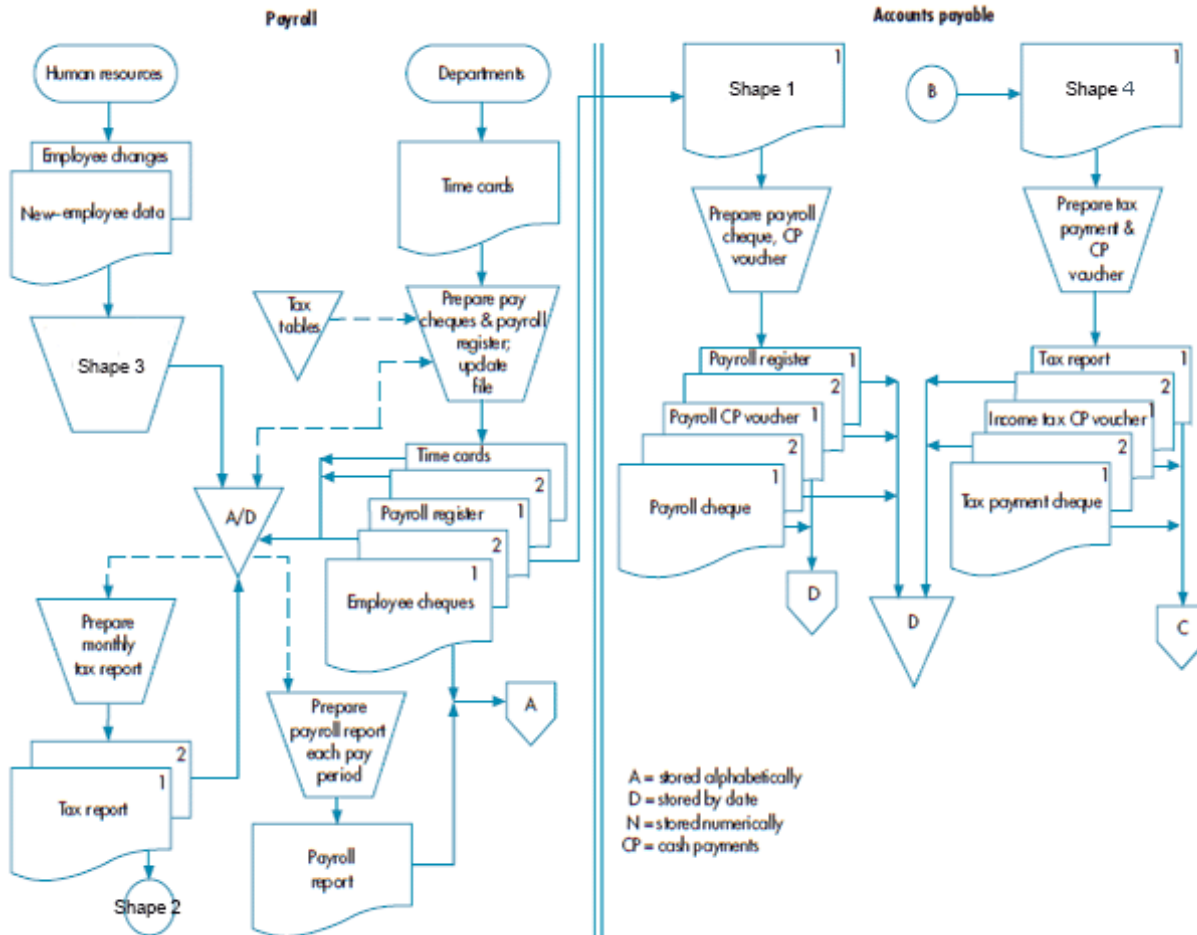 Payroll
Accounts payable
Human resources
Departments
1
Shape 1
B
1
Shape 4
Employee changes
New-employee data
Time cards
Prepare payroll
cheque, CP
voucher
Prepare tax
payment &
CP
voucher
Tax
tables
Prepare pay
cheques & payroll
register;
update
file
Shape 3
Payroll register
1
2
Payroll CP voucher
1
2
1
Payroll cheque
Tax report
1
2
Income tax CP voucher
1
2
1
Tax payment cheque
Time cards
2
Payroll register
1
2
1
Employee cheques
A/D
D
D
C
Prepare
monthly
tax report
Prepare
payroll report
each pay
period
A
2
1
Tax report
Payroll
report
Shape 2
A = stored alphabetically
D = stored by date
N = stored numerically
CP = cash payments